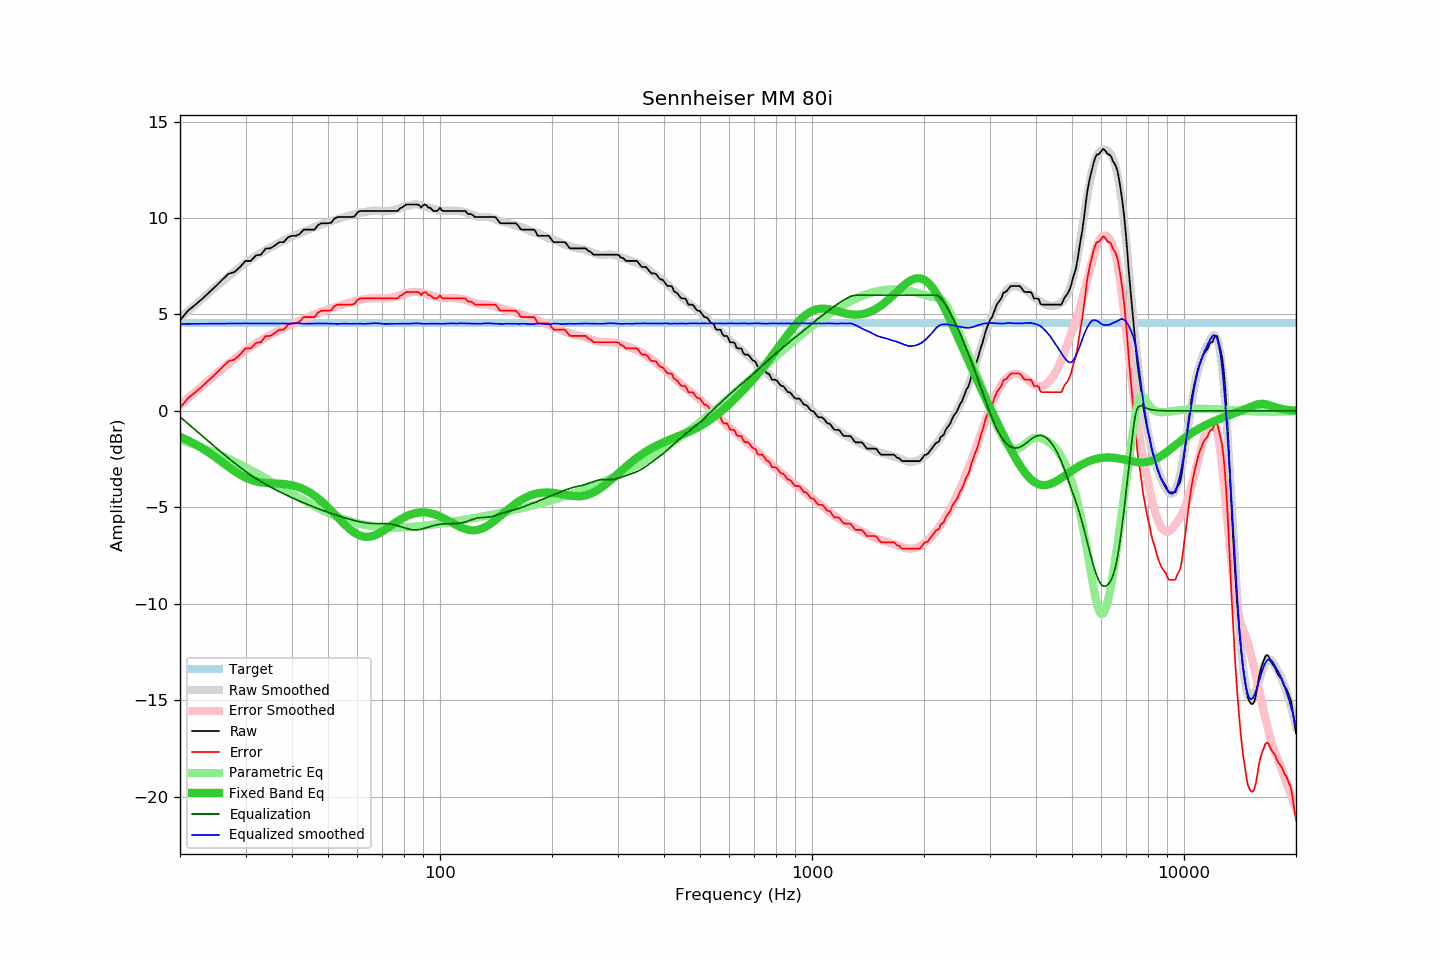 Sennheiser MM 80i
15
10
5
0
−5
−10
−15
−20
Amplitude (dBr)
Target
Raw Smoothed
Error Smoothed
Raw
Error
Parametric Eq
Fixed Band Eq
Equalization
Equalized smoothed
100
1000
10000
Frequency (Hz)